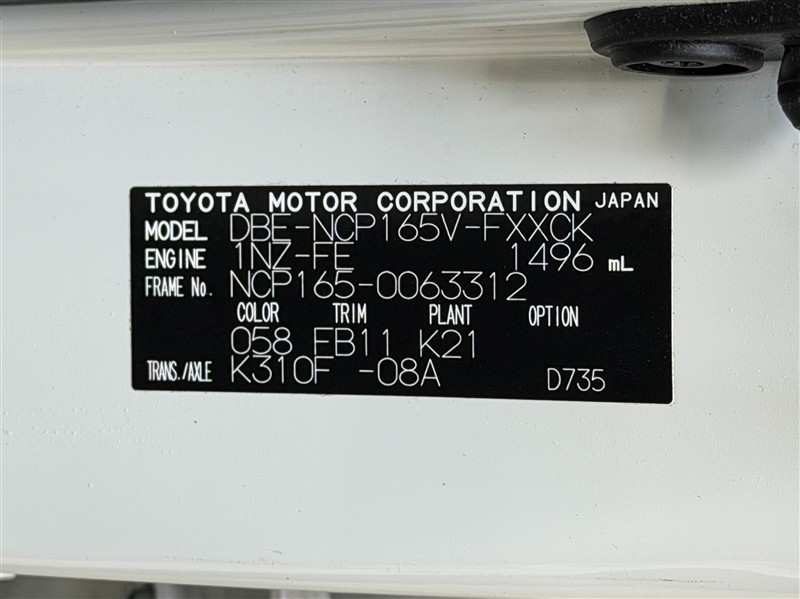 TOYOTA MOTOR CORPORATION JAPAN
MODEL DBE-NCP165V-FXXCK
ENGINE 1NZ-FE 1496 mL
FRAME No. NCP165-0063312
COLOR TRIM PLANT OPTION
058 FB11 K21
TRANS./AXLE K310F -08A D735